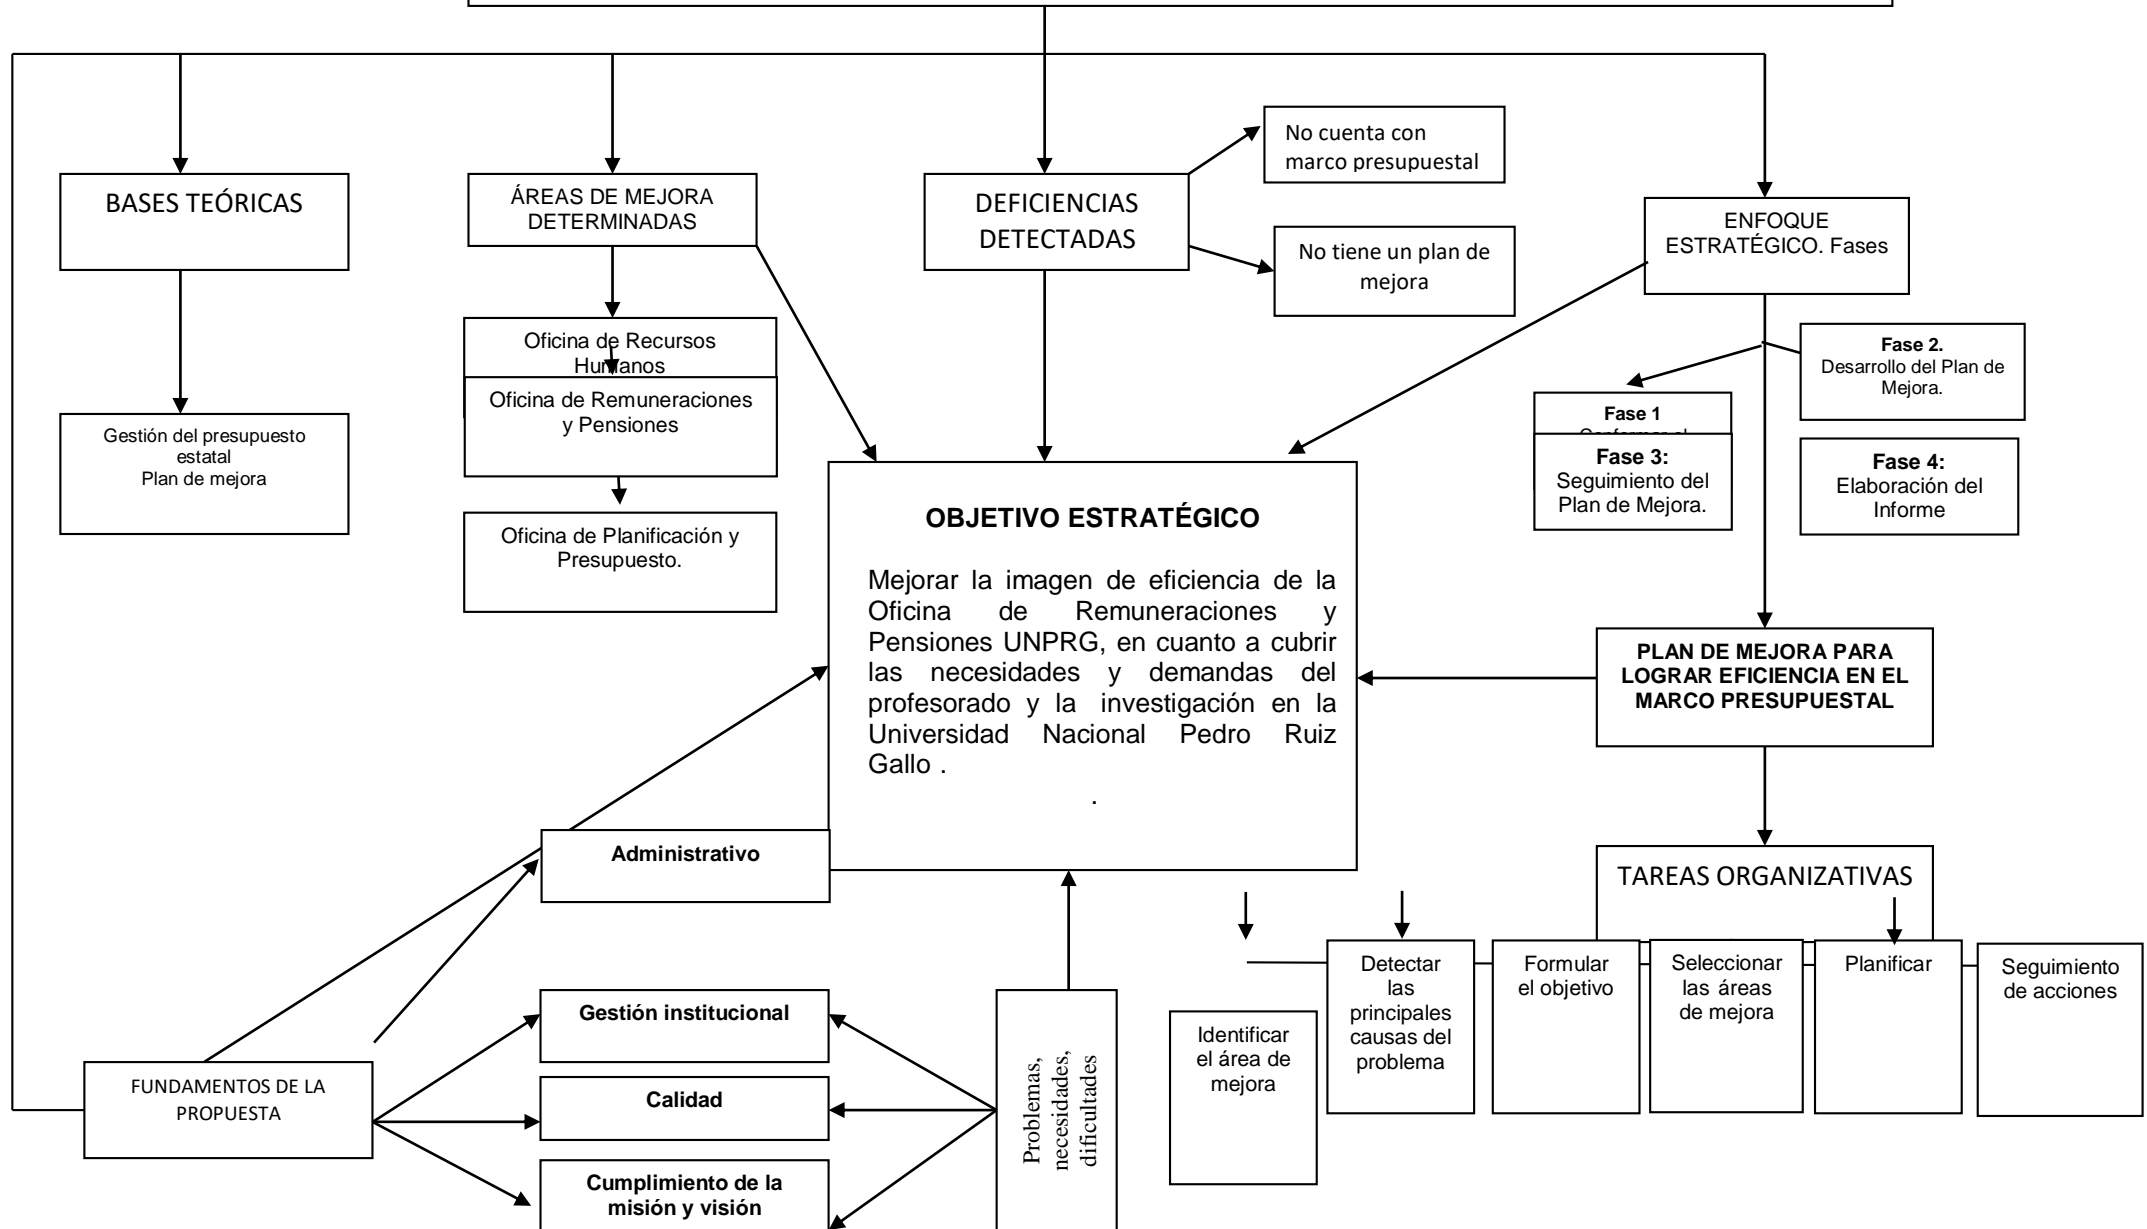 No cuenta con
marco presupuestal
BASES TEÓRICAS
ÁREAS DE MEJORA
DETERMINADAS
DEFICIENCIAS
DETECTADAS
No tiene un plan de
mejora
ENFOQUE
ESTRATÉGICO. Fases
Oficina de Recursos
Humanos
Oficina de Remuneraciones
y Pensiones
Oficina de Planificación y
Presupuesto.
Gestión del presupuesto
estatal
Plan de mejora
Fase 2.
Desarrollo del Plan de
Mejora.
Fase 1
Fase 3:
Seguimiento del
Plan de Mejora.
Fase 4:
Elaboración del
Informe
OBJETIVO ESTRATÉGICO
Mejorar la imagen de eficiencia de la
Oficina de Remuneraciones y
Pensiones UNPRG, en cuanto a cubrir
las necesidades y demandas del
profesorado y la investigación en la
Universidad Nacional Pedro Ruiz
Gallo .
.
PLAN DE MEJORA PARA
LOGRAR EFICIENCIA EN EL
MARCO PRESUPUESTAL
Administrativo
TAREAS ORGANIZATIVAS
Gestión institucional
Calidad
Cumplimiento de la
misión y visión
FUNDAMENTOS DE LA
PROPUESTA
Problemas,
necesidades,
dificultades
Identificar
el área de
mejora
Detectar
las
principales
causas del
problema
Formular
el objetivo
Seleccionar
las áreas
de mejora
Planificar
Seguimiento
de acciones